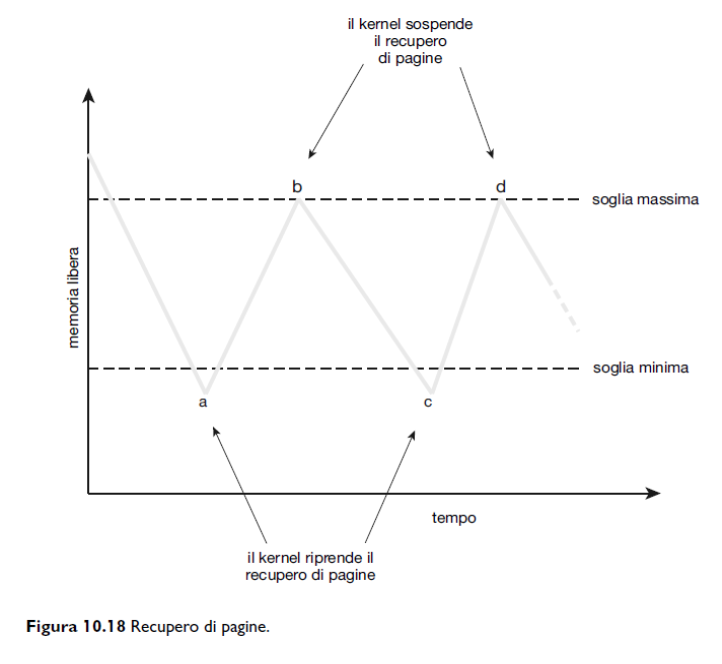 il kernel sospende
il recupero
di pagine
b
d
soglia massima
memoria libera
soglia minima
a
c
tempo
il kernel riprende il
recupero di pagine
Figura 10.18 Recupero di pagine.